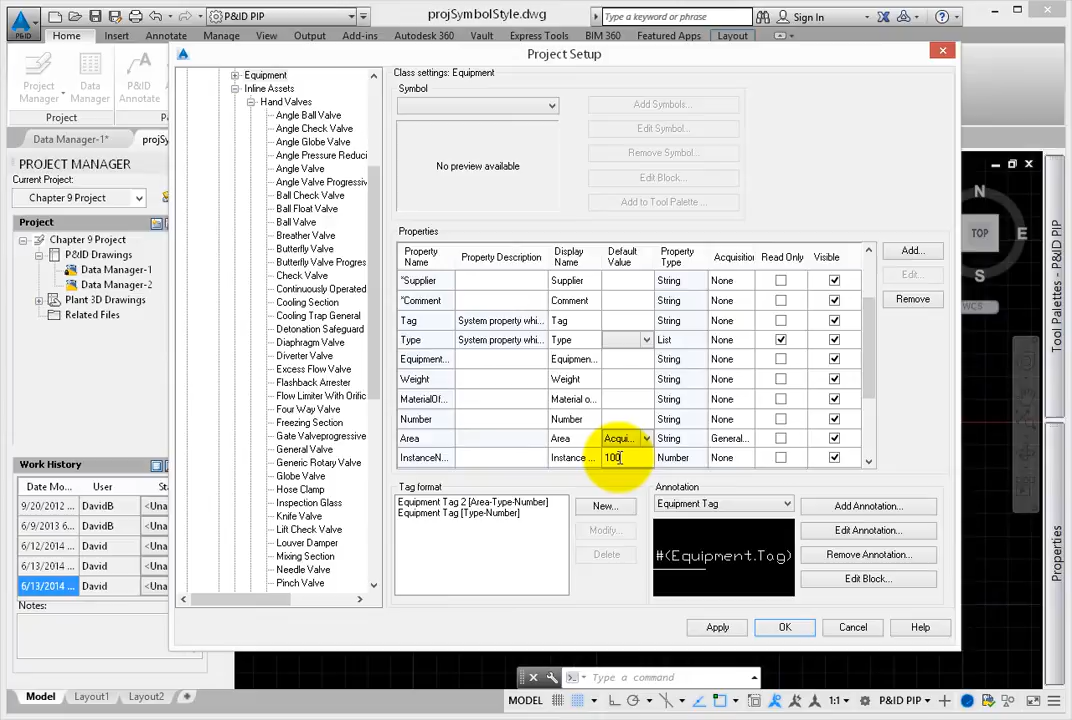 P&ID PIP
projSymbolStyle.dwg
Type a keyword or phrase
Sign In
P&ID
Home Insert Annotate Manage View Output Add-ins Autodesk 360 Vault Express Tools BIM 360 Featured Apps Layout
Project Manager
Data Manager
P&ID Annotate
Project
Data Manager-1*
PROJECT MANAGER
Current Project:
Chapter 9 Project
Project
Chapter 9 Project
P&ID Drawings
Data Manager-1
Data Manager-2
Plant 3D Drawings
Related Files
Work History
Date Mo... User
9/20/2012 ... DavidB <Una
6/9/2013 6... DavidB <Una
6/12/2014 ... David <Una
6/13/2014 ... David <Una
6/13/2014 ... David <Una
Notes:
Project Setup
Equipment
Inline Assets
Hand Valves
Angle Ball Valve
Angle Check Valve
Angle Globe Valve
Angle Pressure Reduci
Angle Valve
Angle Valve Progressiv
Ball Check Valve
Ball Float Valve
Ball Valve
Breather Valve
Butterfly Valve
Butterfly Valve Progres
Check Valve
Continuously Operated
Cooling Section
Cooling Trap General
Detonation Safeguard
Diaphragm Valve
Diverter Valve
Excess Flow Valve
Flashback Arrester
Flow Limiter With Orific
Four Way Valve
Freezing Section
Gate Valveprogressive
General Valve
Generic Rotary Valve
Globe Valve
Hose Clamp
Inspection Glass
Knife Valve
Lift Check Valve
Louver Damper
Mixing Section
Needle Valve
Pinch Valve
Class settings: Equipment
Symbol
No preview available
Add Symbols...
Edit Symbol...
Remove Symbol...
Edit Block...
Add to Tool Palette ...
Properties
Property Name Property Description Display Name Default Value Property Type Acquisition Read Only Visible
*Supplier Supplier String None
*Comment Comment String None
Tag System property whi... Tag String None
Type System property whi... Type List None
Equipment... Equipmen... String None
Weight Weight String None
MaterialOf... Material o... String None
Number Number String None
Area Area Acqui... String General...
InstanceN... Instance ... 100 Number None
Add...
Edit...
Remove
Tag format
Equipment Tag 2 [Area-Type-Number]
Equipment Tag [Type-Number]
New...
Modify...
Delete
Annotation
Equipment Tag
#(Equipment.Tag)
Add Annotation...
Edit Annotation...
Remove Annotation...
Edit Block...
Apply OK Cancel Help
N
TOP
E
S
WCS
Tool Palettes - P&ID PIP
Properties
Type a command
Model Layout1 Layout2
MODEL 1:1 P&ID PIP